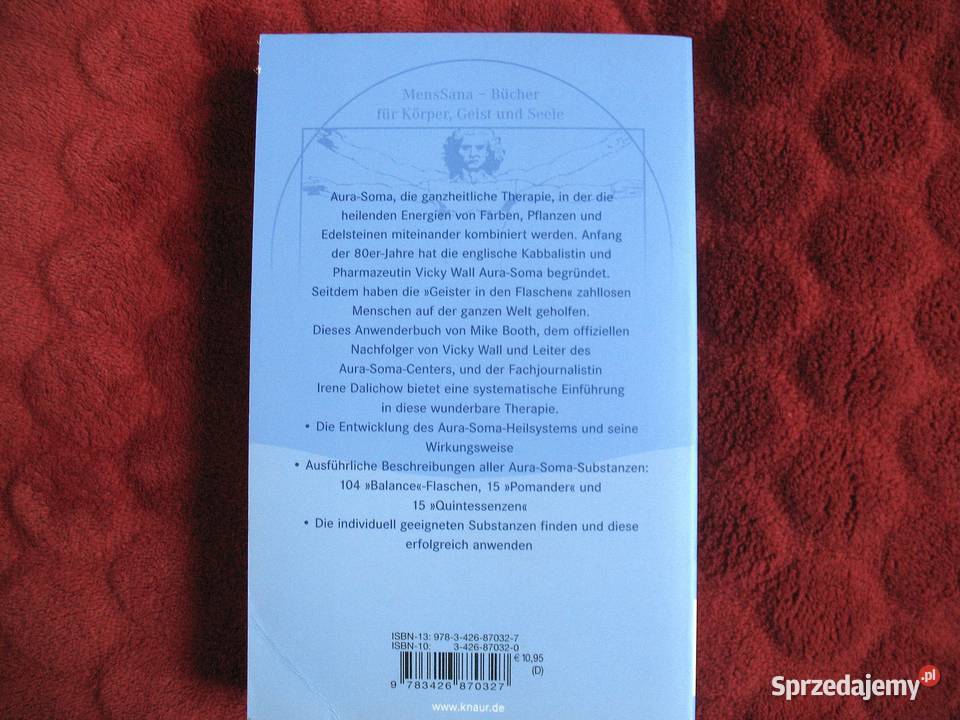 MensSana – Bücher
für Körper, Geist und Seele
Aura-Soma, die ganzheitliche Therapie, in der die
heilenden Energien von Farben, Pflanzen und
Edelsteinen miteinander kombiniert werden. Anfang
der 80er-Jahre hat die englische Kabbalistin und
Pharmazeutin Vicky Wall Aura-Soma begründet.
Seitdem haben die »Geister in den Flaschen« zahllosen
Menschen auf der ganzen Welt geholfen.
Dieses Anwenderbuch von Mike Booth, dem offiziellen
Nachfolger von Vicky Wall und Leiter des
Aura-Soma-Centers, und der Fachjournalistin
Irene Dalichow bietet eine systematische Einführung
in diese wunderbare Therapie.
• Die Entwicklung des Aura-Soma-Heilsystems und seine
Wirkungsweise
• Ausführliche Beschreibungen aller Aura-Soma-Substanzen:
104 »Balance«-Flaschen, 15 »Pomander« und
15 »Quintessenzen«
• Die individuell geeigneten Substanzen finden und diese
erfolgreich anwenden
ISBN-13: 978-3-426-87032-7
ISBN-10: 3-426-87032-0
€ 10,95
(D)
9 783426 870327
www.knaur.de
Sprzedajemy.pl